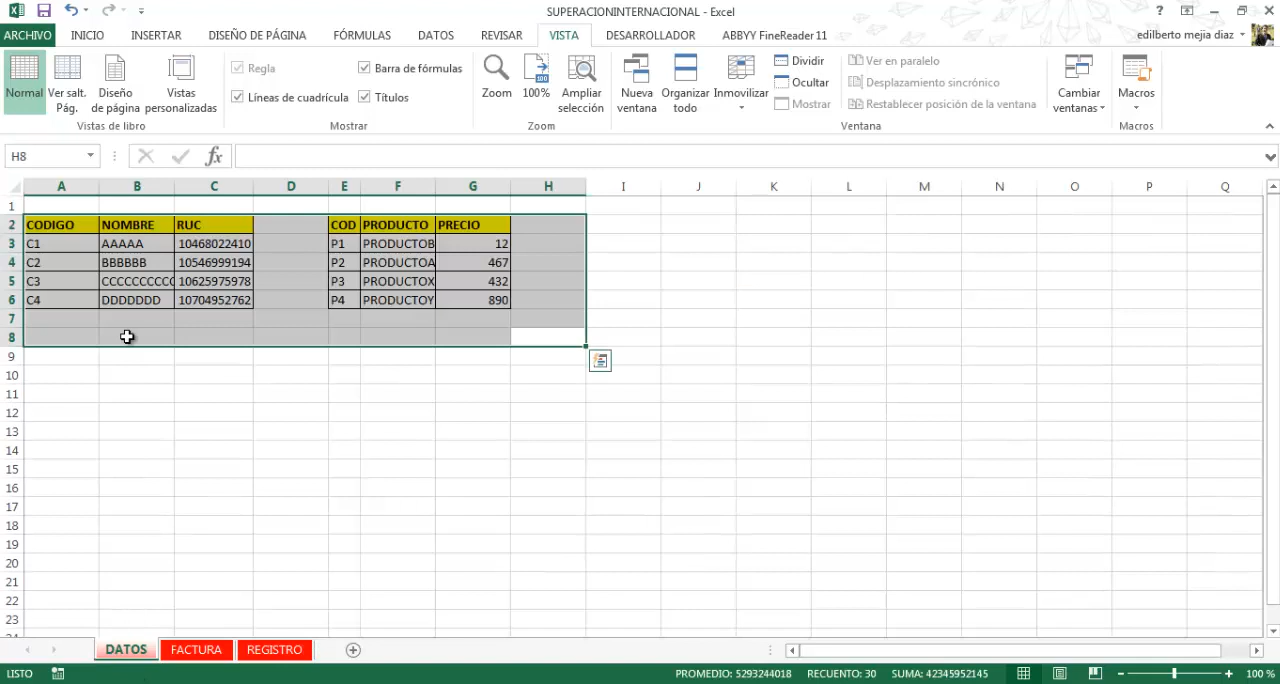 SUPERACIONINTERNACIONAL - Excel
ARCHIVO INICIO INSERTAR DISEÑO DE PÁGINA FÓRMULAS DATOS REVISAR VISTA DESARROLLADOR ABBYY FineReader 11 edilberto mejia diaz
Normal
Ver salt. Pág.
Diseño de página
Vistas personalizadas
Vistas de libro
Regla
Barra de fórmulas
Líneas de cuadrícula
Títulos
Mostrar
Zoom
100
100%
Ampliar selección
Zoom
Nueva ventana
Organizar todo
Inmovilizar
Dividir
Ocultar
Mostrar
Ver en paralelo
Desplazamiento sincrónico
Restablecer posición de la ventana
Cambiar ventanas
Ventana
Macros
Macros
H8 fx
A B C D E F G H I J K L M N O P Q
1
2 CODIGO NOMBRE RUC COD PRODUCTO PRECIO
3 C1 AAAAA 10468022410 P1 PRODUCTOB 12
4 C2 BBBBBB 10546999194 P2 PRODUCTOA 467
5 C3 CCCCCCCCCC 10625975978 P3 PRODUCTOX 432
6 C4 DDDDDDD 10704952762 P4 PRODUCTOY 890
7
8
9
10
11
12
13
14
15
16
17
18
19
20
21
22
23
DATOS FACTURA REGISTRO
LISTO PROMEDIO: 5293244018 RECUENTO: 30 SUMA: 42345952145 100 %